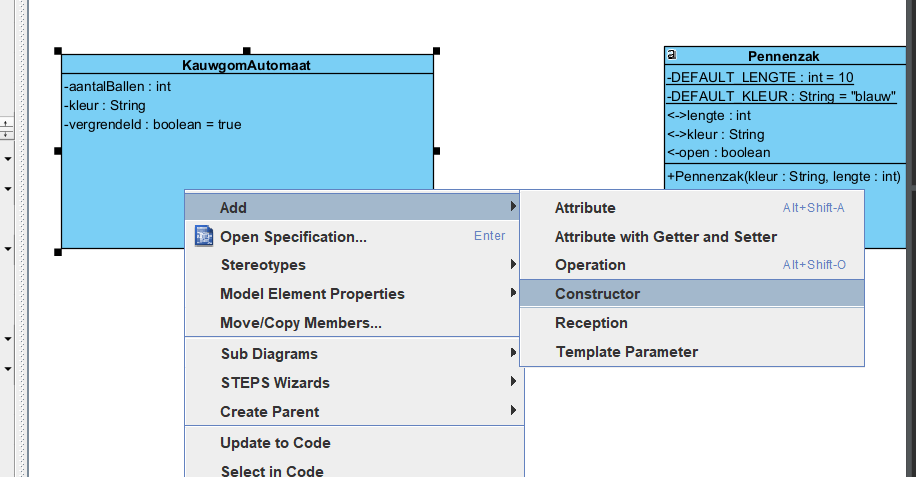 KauwgomAutomaat
-aantalBallen : int
-kleur : String
-vergrendeld : boolean = true
a
Pennenzak
-DEFAULT_LENGTE : int = 10
-DEFAULT_KLEUR : String = "blauw"
<->lengte : int
<->kleur : String
<-open : boolean
+Pennenzak(kleur : String, lengte : int)
Add
Open Specification... Enter
Stereotypes
Model Element Properties
Move/Copy Members...
Sub Diagrams
STEPS Wizards
Create Parent
Update to Code
Select in Code
Attribute Alt+Shift-A
Attribute with Getter and Setter
Operation Alt+Shift-O
Constructor
Reception
Template Parameter